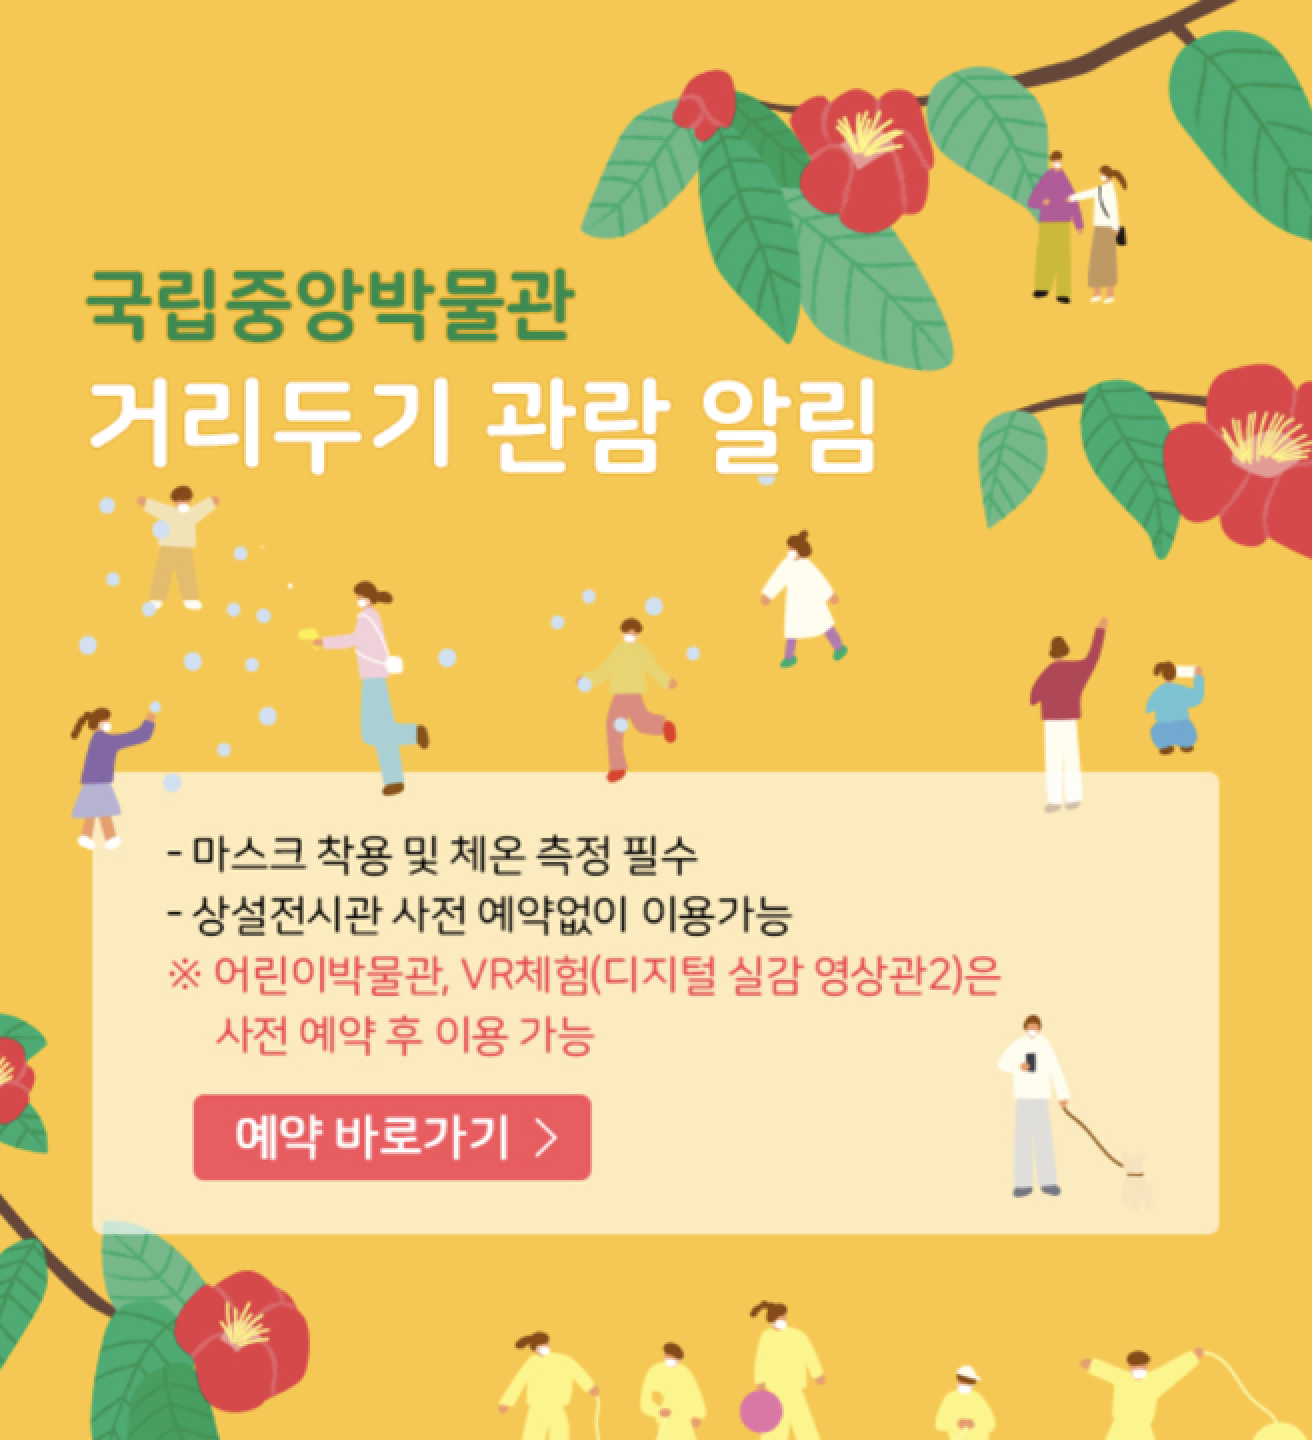 국립중앙박물관
거리두기 관람 알림
- 마스크 착용 및 체온 측정 필수
- 상설전시관 사전 예약없이 이용가능
※ 어린이박물관, VR체험(디지털 실감 영상관2)은
사전 예약 후 이용 가능
예약 바로가기 >